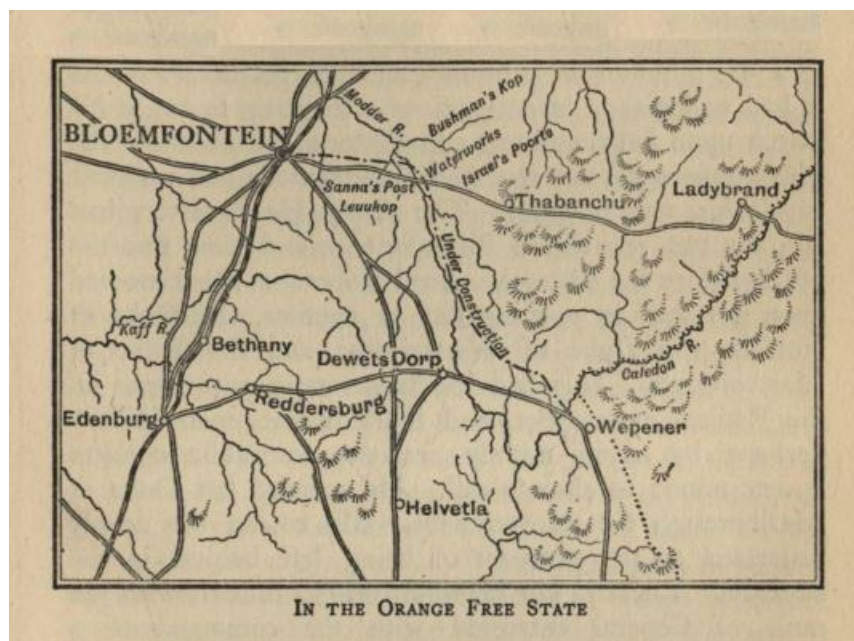 Modder R.
Bushman's Kop
BLOEMFONTEIN
Waterworks
Israel's Poorts
Sanna's Post
Leuukop
Thabanchu
Ladybrand
Under Construction
Kaff R.
Bethany
Dewets Dorp
Caledon R.
Edenburg
Reddersburg
Wepener
Helvetia
IN THE ORANGE FREE STATE